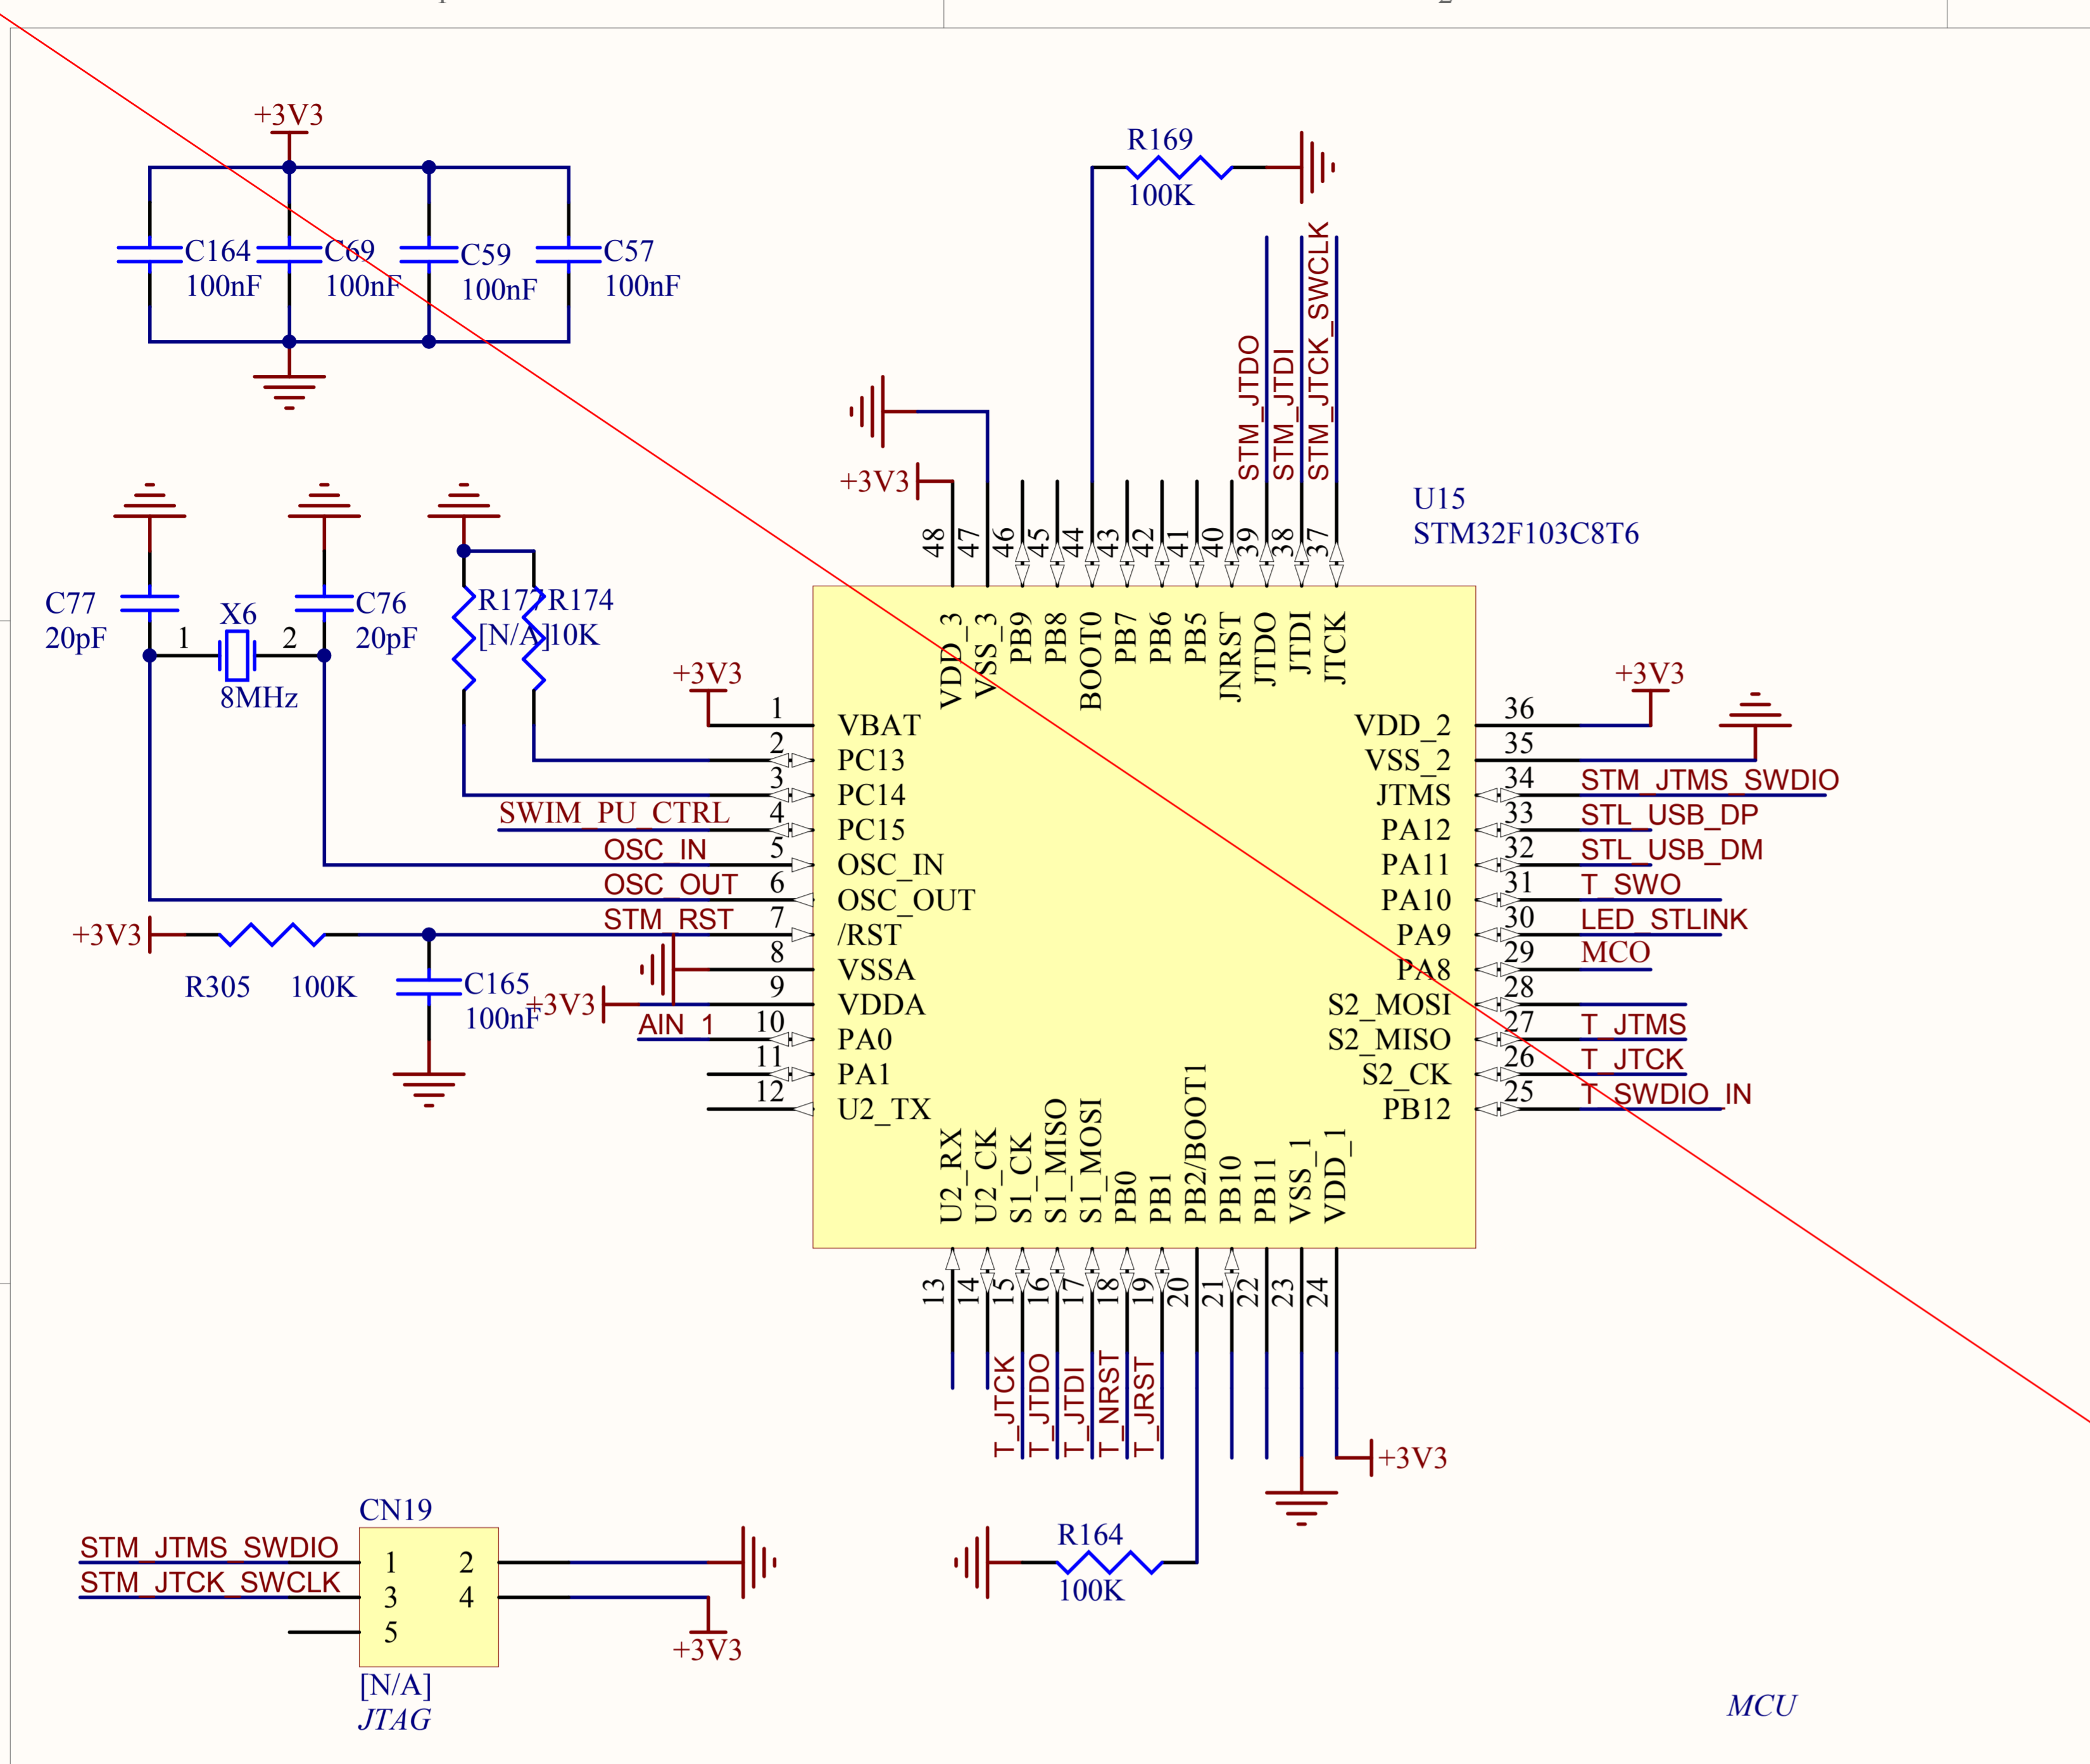 +3V3
C164
100nF
C69
100nF
C59
100nF
C57
100nF
R169
100K
STM_JTDO
STM_JTDI
STM_JTCK_SWCLK
+3V3
U15
STM32F103C8T6
48
47
46
45
44
43
42
41
40
39
38
37
VDD_3
VSS_3
PB9
PB8
BOOT0
PB7
PB6
PB5
JNRST
JTDO
JTDI
JTCK
C77
20pF
X6
1
2
8MHz
C76
20pF
[N/A]
R174
10K
+3V3
1 VBAT
2 PC13
3 PC14
SWIM_PU_CTRL 4 PC15
OSC_IN 5 OSC_IN
OSC_OUT 6 OSC_OUT
+3V3
R305 100K
STM_RST 7 /RST
8 VSSA
C165
100nF
+3V3 9 VDDA
AIN_1 10 PA0
11 PA1
12 U2_TX
+3V3
VDD_2 36
VSS_2 35
JTMS 34 STM_JTMS_SWDIO
PA12 33 STL_USB_DP
PA11 32 STL_USB_DM
PA10 31 T_SWO
PA9 30 LED_STLINK
PA8 29 MCO
S2_MOSI 28
S2_MISO 27 T_JTMS
S2_CK 26 T_JTCK
PB12 25 T_SWDIO_IN
U2_RX
U2_CK
S1_CK
S1_MISO
S1_MOSI
PB0
PB1
PB2/BOOT1
PB10
PB11
VSS_1
VDD_1
13
14
15
16
17
18
19
20
21
22
23
24
T_JTCK
T_JTDO
T_JTDI
T_NRST
T_JRST
+3V3
R164
100K
CN19
STM_JTMS_SWDIO 1 2
STM_JTCK_SWCLK 3 4
5
+3V3
[N/A]
JTAG
MCU